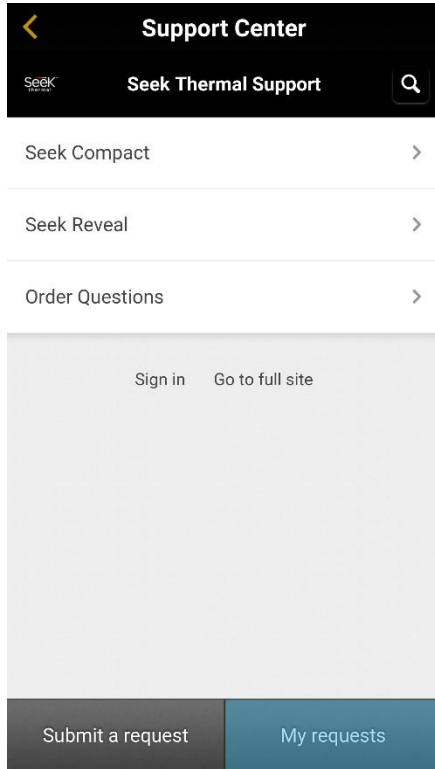 Support Center
Seek Thermal Support
Seek Compact
Seek Reveal
Order Questions
Sign in Go to full site
Submit a request My requests